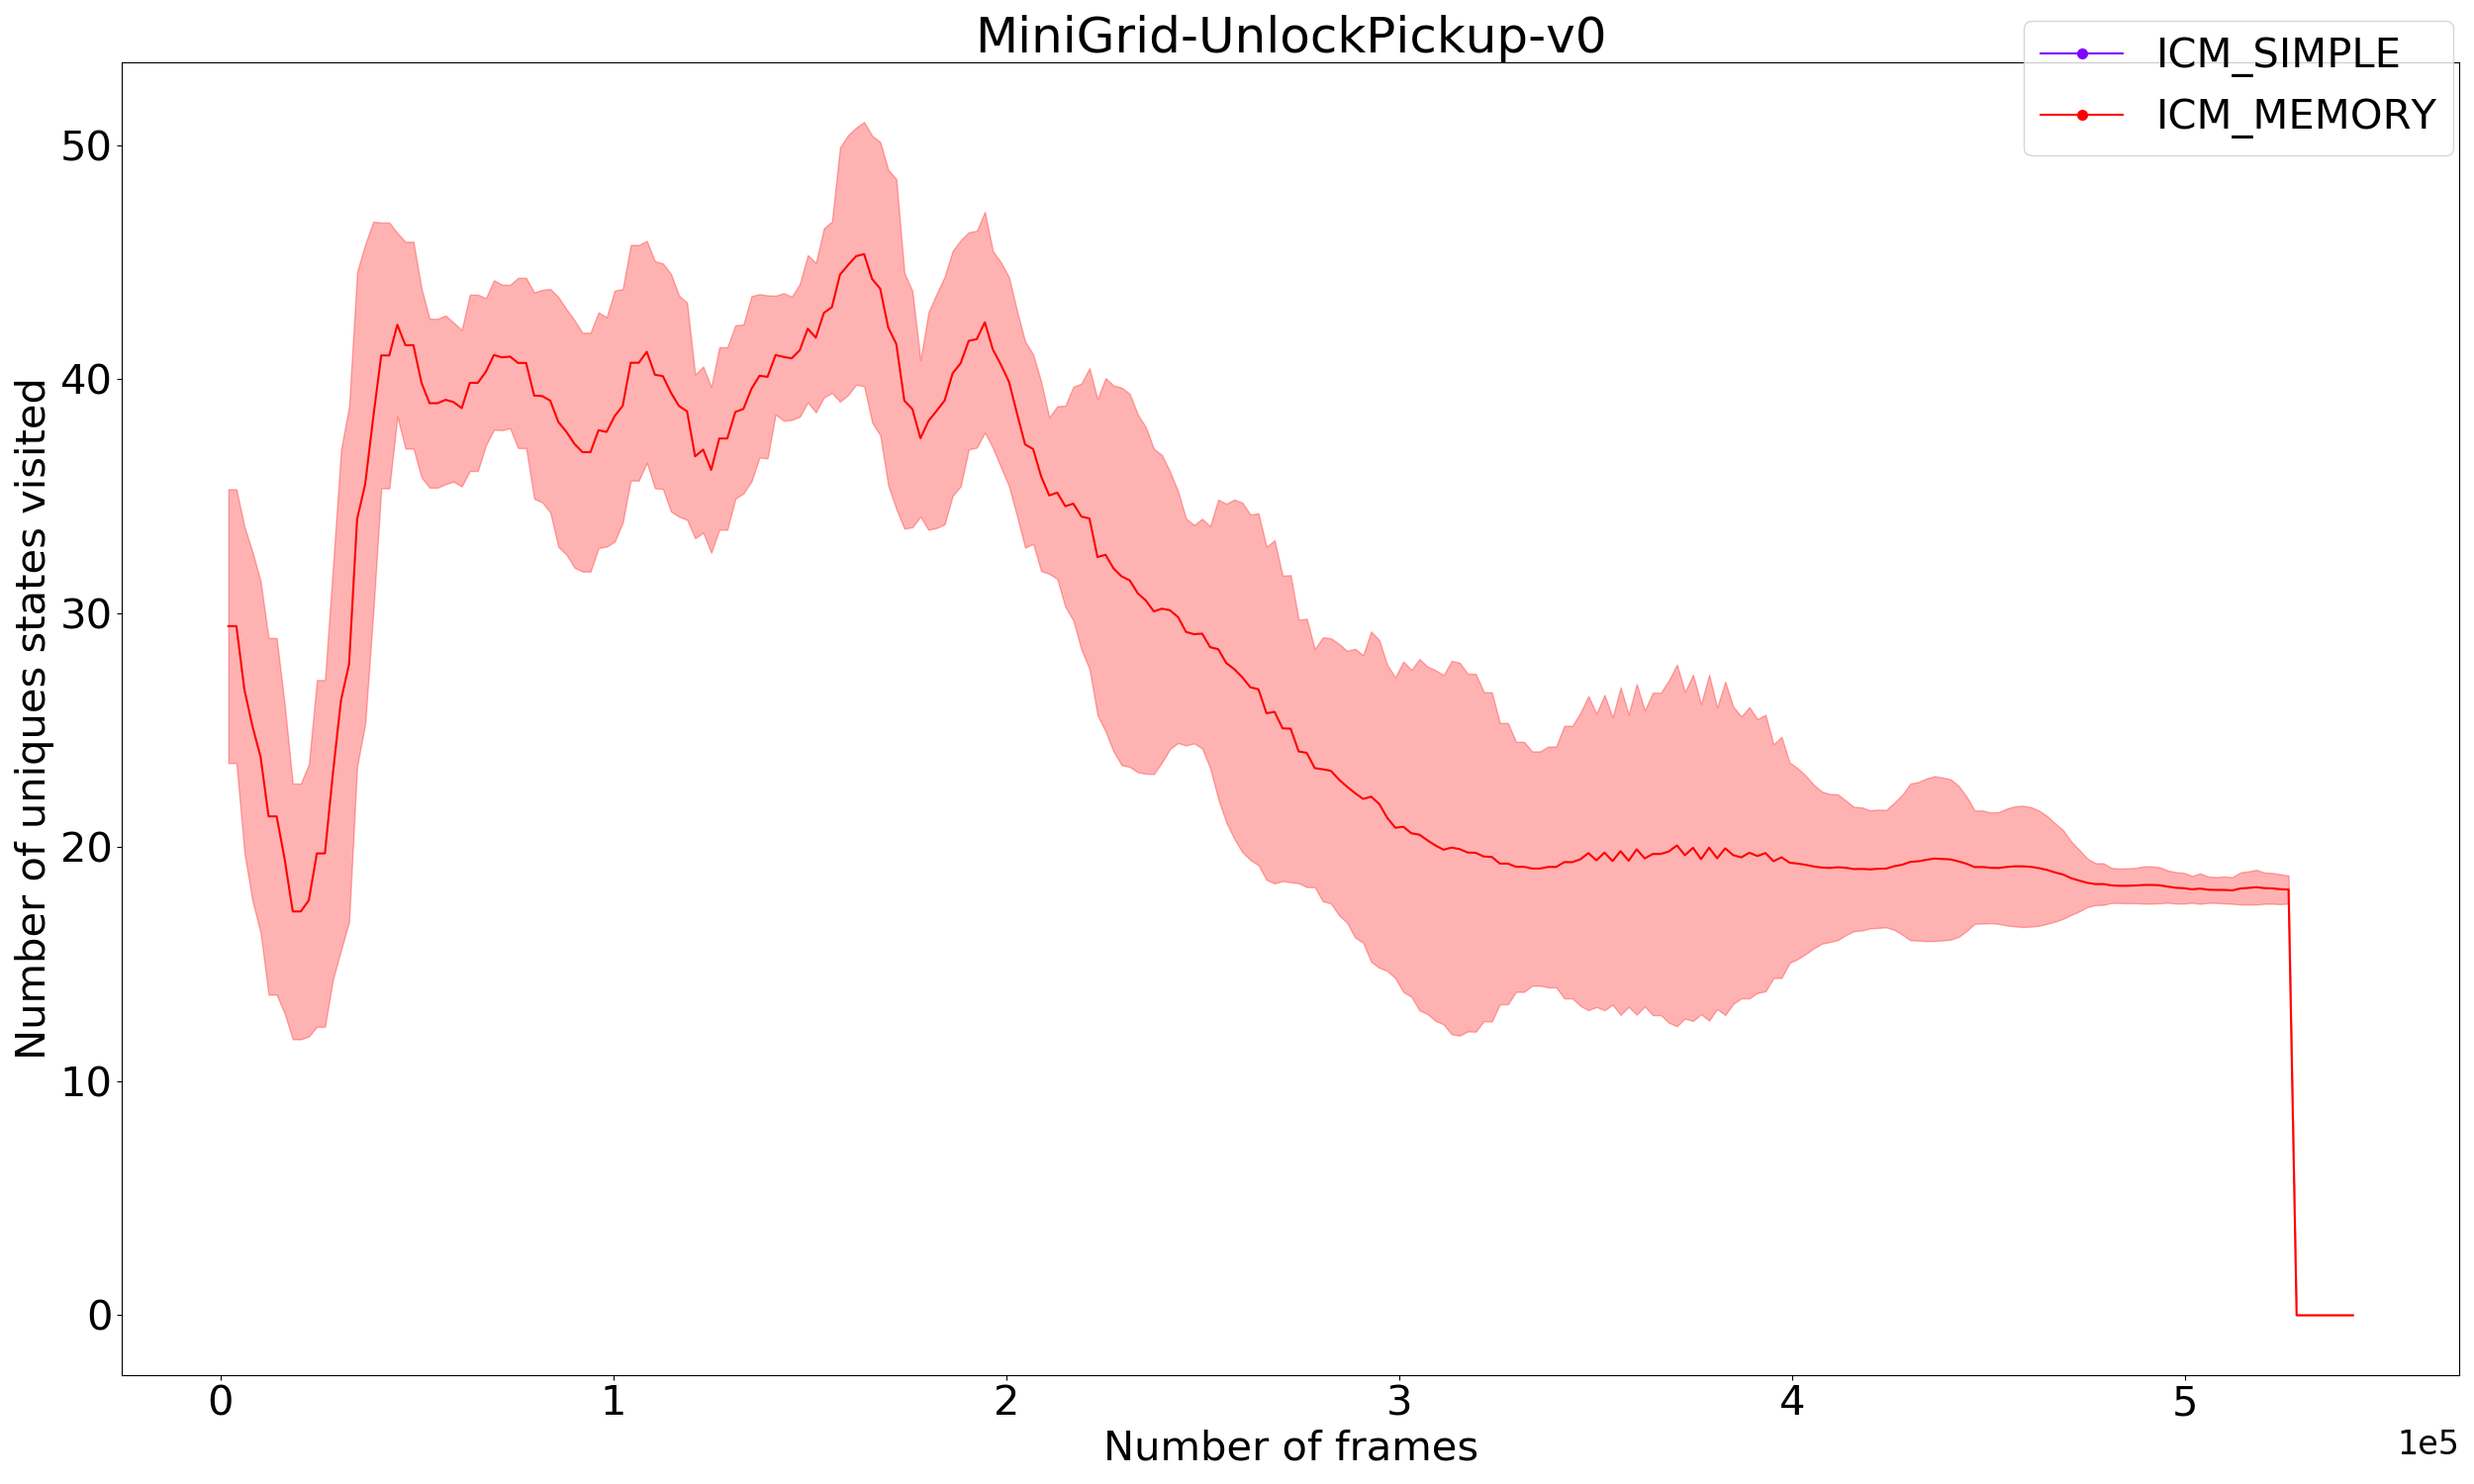 MiniGrid-UnlockPickup-v0
ICM_SIMPLE
ICM_MEMORY
Number of uniques states visited
50
40
30
20
10
0
0 1 2 3 4 5
Number of frames
1e5